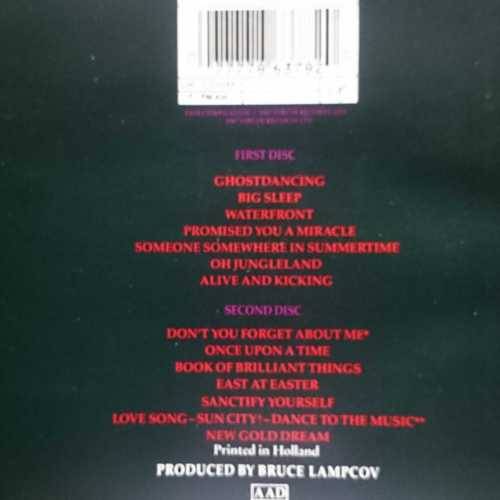 FIRST DISC
GHOSTDANCING
BIG SLEEP
WATERFRONT
PROMISED YOU A MIRACLE
SOMEONE SOMEWHERE IN SUMMERTIME
OH JUNGLELAND
ALIVE AND KICKING
SECOND DISC
DON'T YOU FORGET ABOUT ME*
ONCE UPON A TIME
BOOK OF BRILLIANT THINGS
EAST AT EASTER
SANCTIFY YOURSELF
LOVE SONG – SUN CITY! – DANCE TO THE MUSIC**
NEW GOLD DREAM
Printed in Holland
PRODUCED BY BRUCE LAMPCOV
AAD